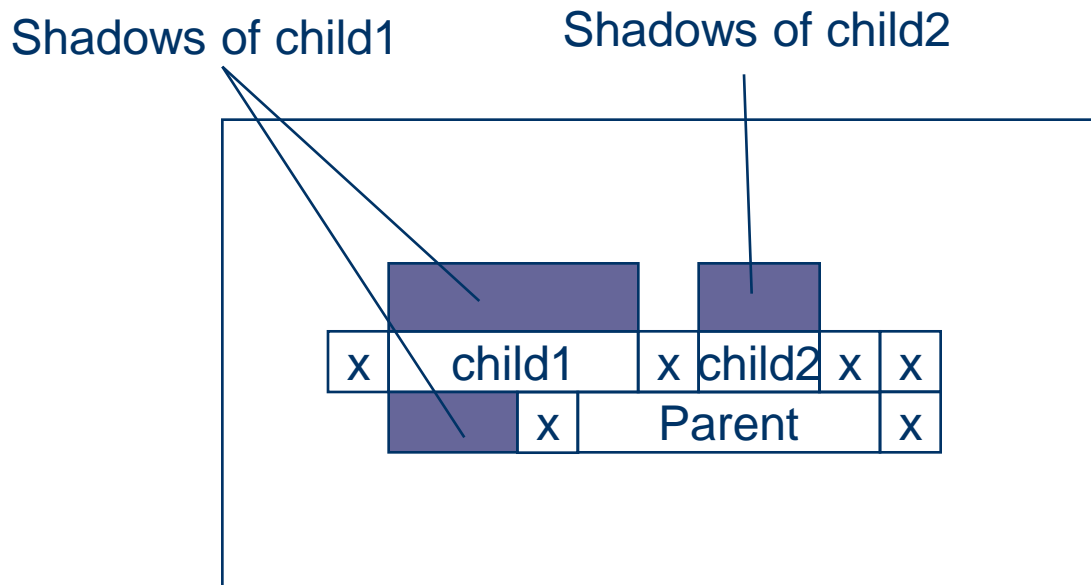 Shadows of child1
Shadows of child2
x child1 x child2 x x
x Parent x